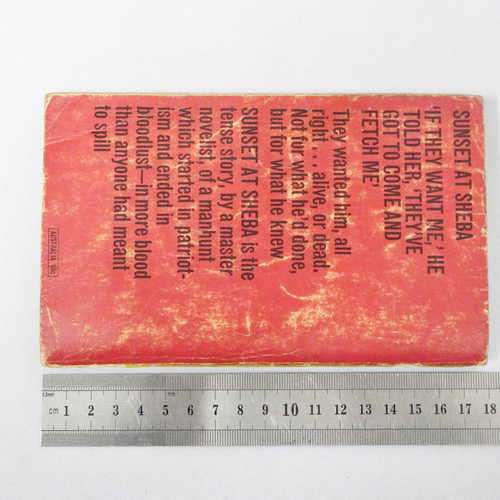 SUNSET AT SHEBA
'IF THEY WANT ME,' HE
TOLD HER, 'THEY'VE
GOT TO COME AND
FETCH ME'
They wanted him, all
right . . . alive, or dead.
Not for what he'd done,
but for what he knew
SUNSET AT SHEBA is the
tense story, by a master
novelist, of a manhunt
which started in patriot-
ism and ended in
bloodlust—in more blood
than anyone had meant
to spill
cm 1 2 3 4 5 6 7 8 9 10 11 12 13 14 15 16 17 18